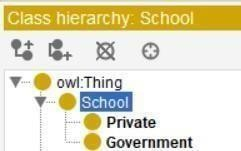 Class hierarchy: School
owl:Thing
School
Private
Government